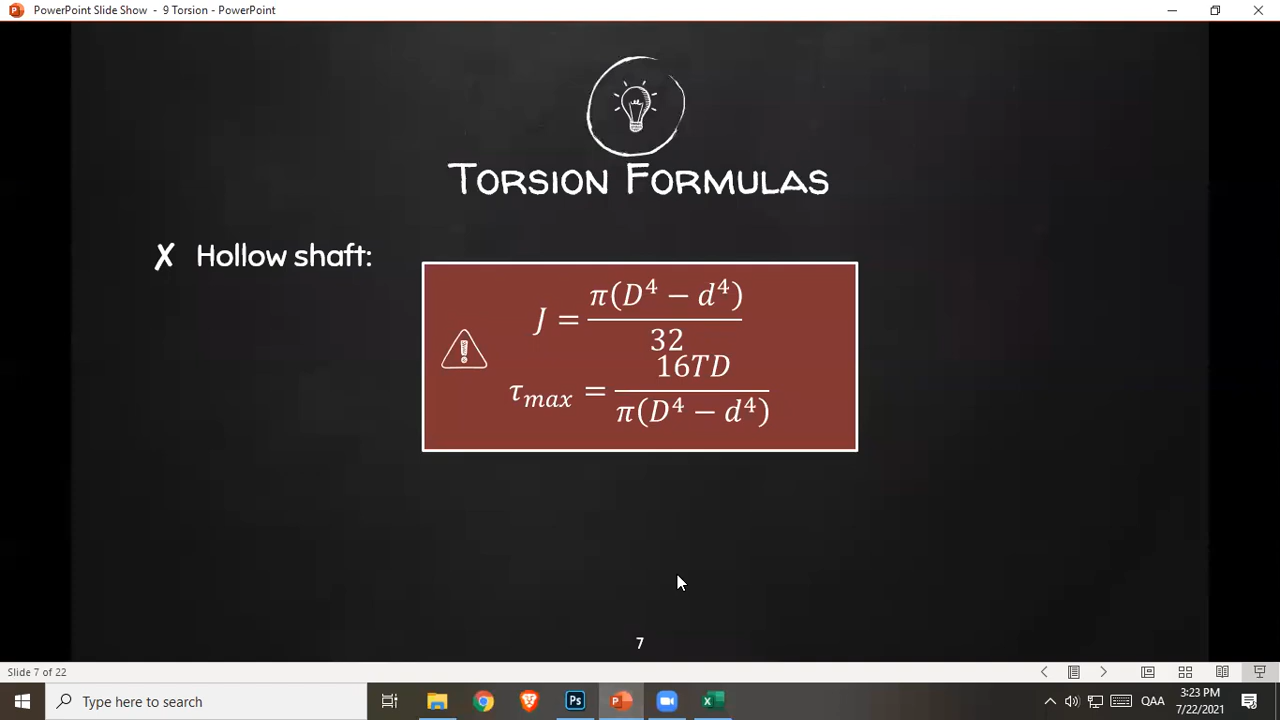 PowerPoint Slide Show - 9 Torsion - PowerPoint
TORSION FORMULAS
✗ Hollow shaft:
J = π(D⁴ − d⁴) / 32
τmax = 16TD / π(D⁴ − d⁴)
7
Slide 7 of 22
Type here to search
Ps
QAA
3:23 PM
7/22/2021